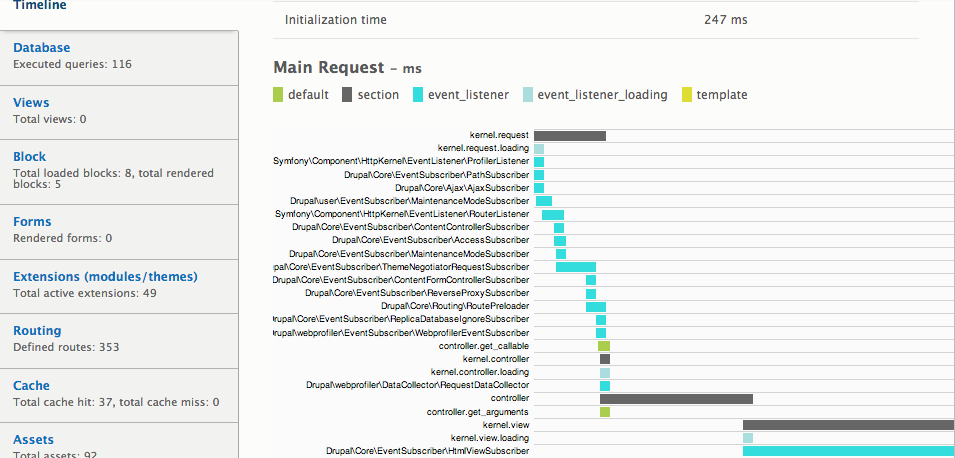 Timeline
Database
Executed queries: 116
Views
Total views: 0
Block
Total loaded blocks: 8, total rendered
blocks: 5
Forms
Rendered forms: 0
Extensions (modules/themes)
Total active extensions: 49
Routing
Defined routes: 353
Cache
Total cache hit: 37, total cache miss: 0
Assets
Total assets: 92
Initialization time 247 ms
Main Request – ms
default section event_listener event_listener_loading template
kernel.request
kernel.request.loading
Symfony\Component\HttpKernel\EventListener\ProfilerListener
Drupal\Core\EventSubscriber\PathSubscriber
Drupal\Core\Ajax\AjaxSubscriber
Drupal\user\EventSubscriber\MaintenanceModeSubscriber
Symfony\Component\HttpKernel\EventListener\RouterListener
Drupal\Core\EventSubscriber\ContentControllerSubscriber
Drupal\Core\EventSubscriber\AccessSubscriber
Drupal\Core\EventSubscriber\MaintenanceModeSubscriber
pal\Core\EventSubscriber\ThemeNegotiatorRequestSubscriber
Drupal\Core\EventSubscriber\ContentFormControllerSubscriber
Drupal\Core\EventSubscriber\ReverseProxySubscriber
Drupal\Core\Routing\RoutePreloader
rupal\Core\EventSubscriber\ReplicaDatabaseIgnoreSubscriber
rupal\webprofiler\EventSubscriber\WebprofilerEventSubscriber
controller.get_callable
kernel.controller
kernel.controller.loading
Drupal\webprofiler\DataCollector\RequestDataCollector
controller
controller.get_arguments
kernel.view
kernel.view.loading
Drupal\Core\EventSubscriber\HtmlViewSubscriber